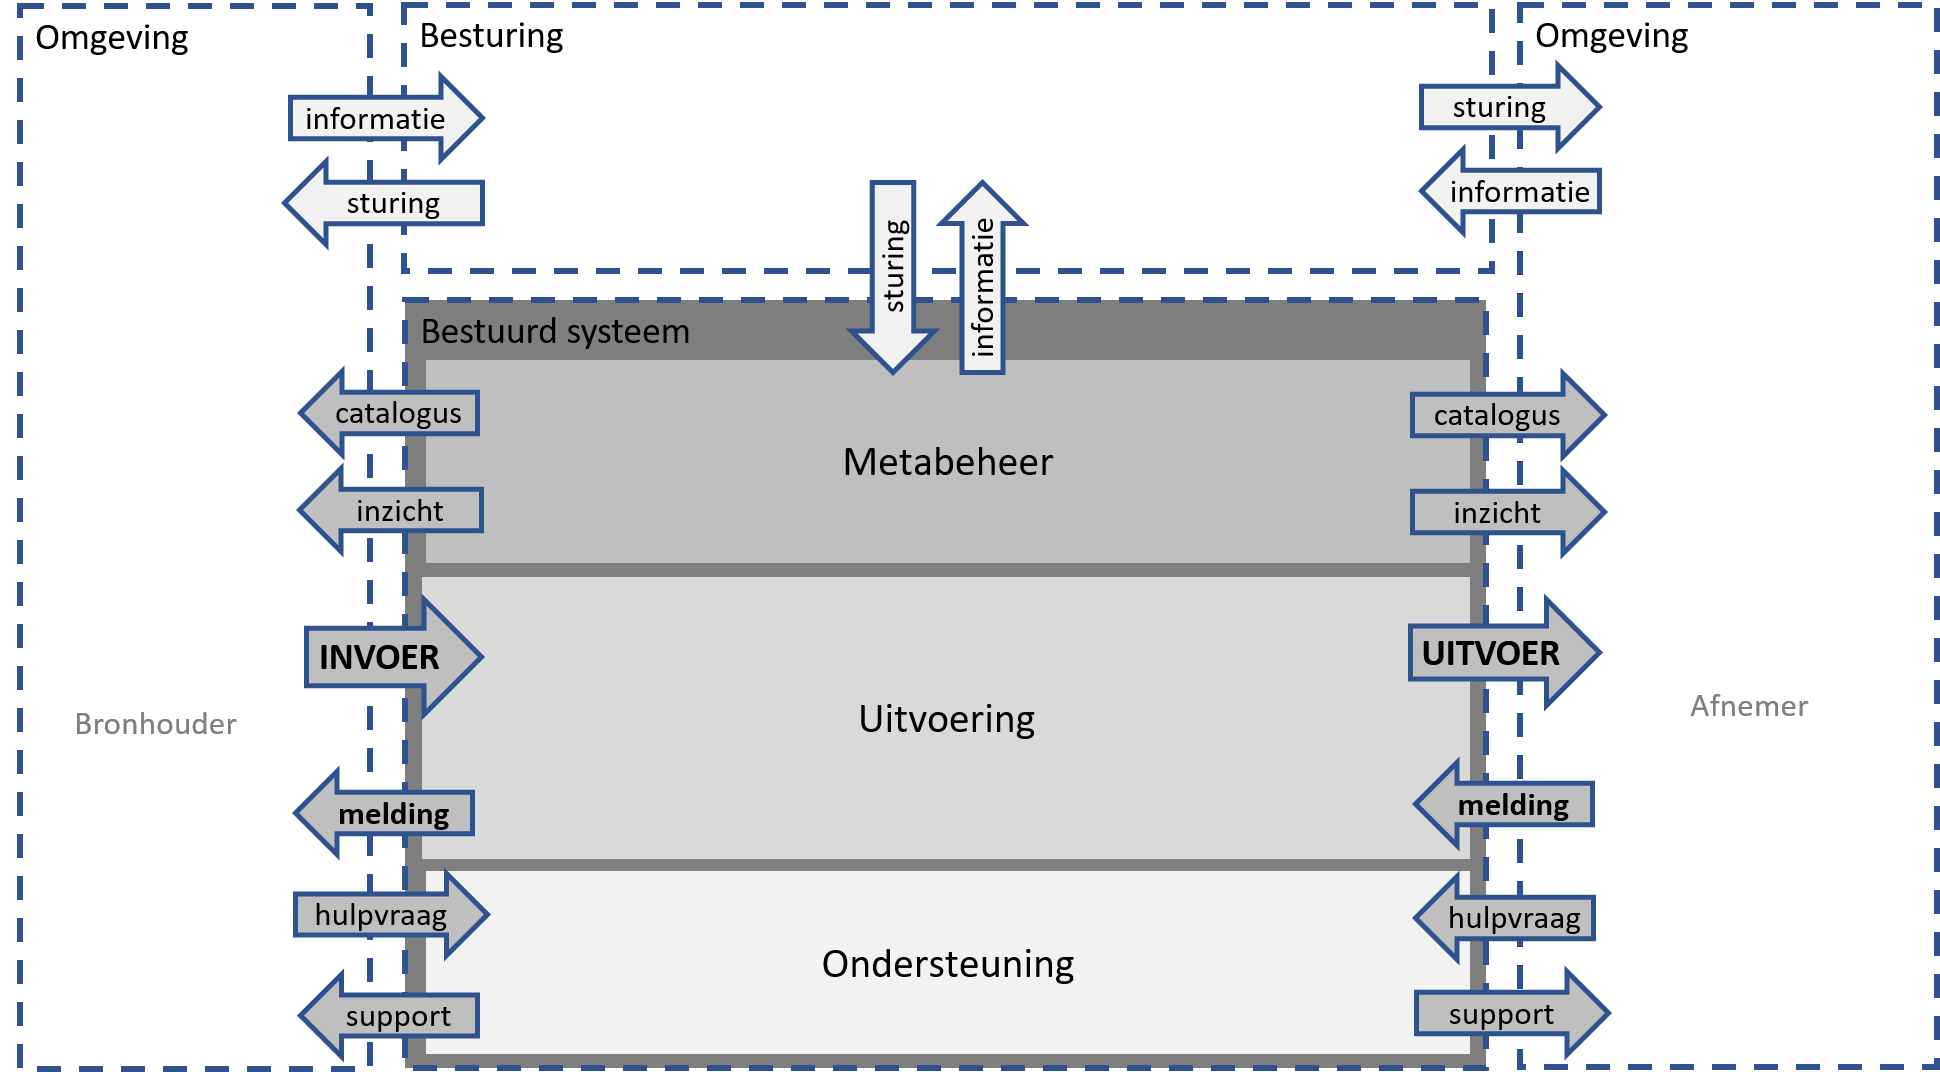 Omgeving
Besturing
Omgeving
informatie
sturing
sturing
informatie
sturing
informatie
Bestuurd systeem
catalogus
catalogus
Metabeheer
inzicht
inzicht
INVOER
UITVOER
Bronhouder
Uitvoering
Afnemer
melding
melding
hulpvraag
hulpvraag
Ondersteuning
support
support